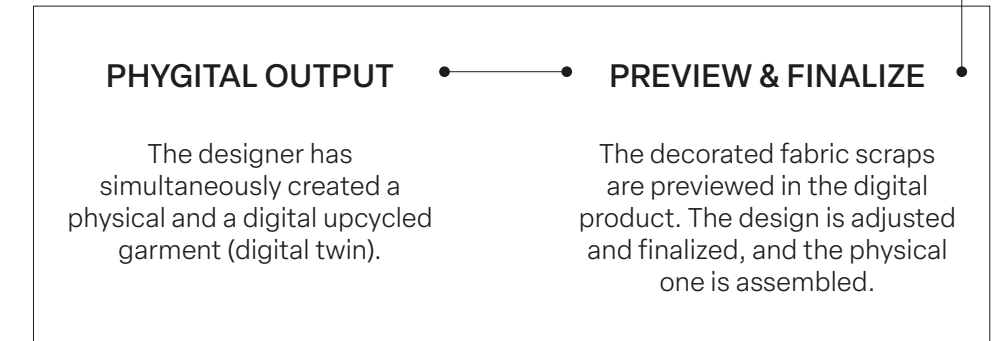 PHYGITAL OUTPUT
The designer has
simultaneously created a
physical and a digital upcycled
garment (digital twin).
PREVIEW & FINALIZE
The decorated fabric scraps
are previewed in the digital
product. The design is adjusted
and finalized, and the physical
one is assembled.